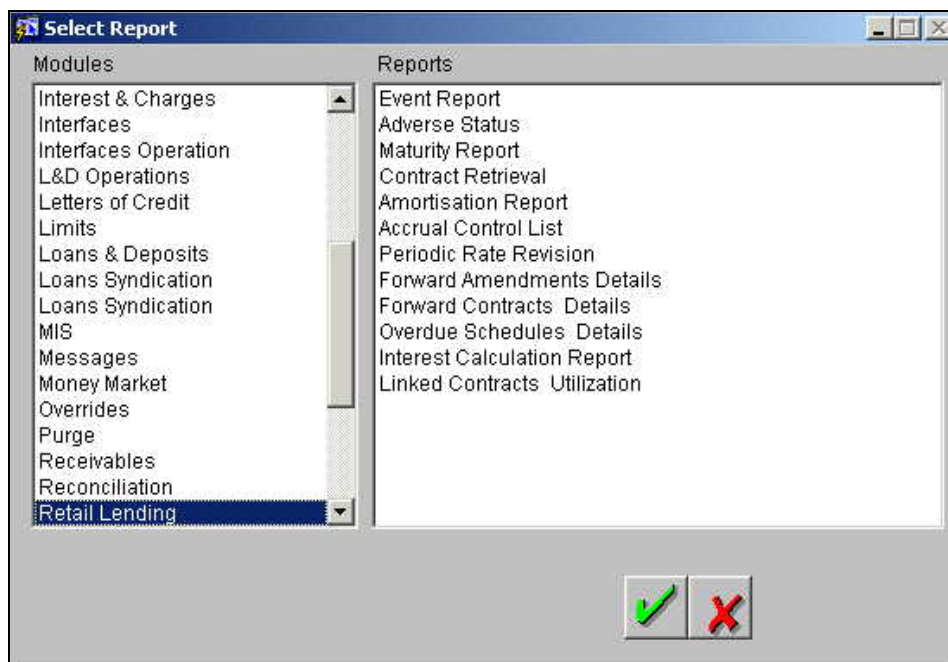 Select Report
Modules
Reports
Interest & Charges
Interfaces
Interfaces Operation
L&D Operations
Letters of Credit
Limits
Loans & Deposits
Loans Syndication
Loans Syndication
MIS
Messages
Money Market
Overrides
Purge
Receivables
Reconciliation
Retail Lending
Event Report
Adverse Status
Maturity Report
Contract Retrieval
Amortisation Report
Accrual Control List
Periodic Rate Revision
Forward Amendments Details
Forward Contracts  Details
Overdue Schedules  Details
Interest Calculation Report
Linked Contracts  Utilization